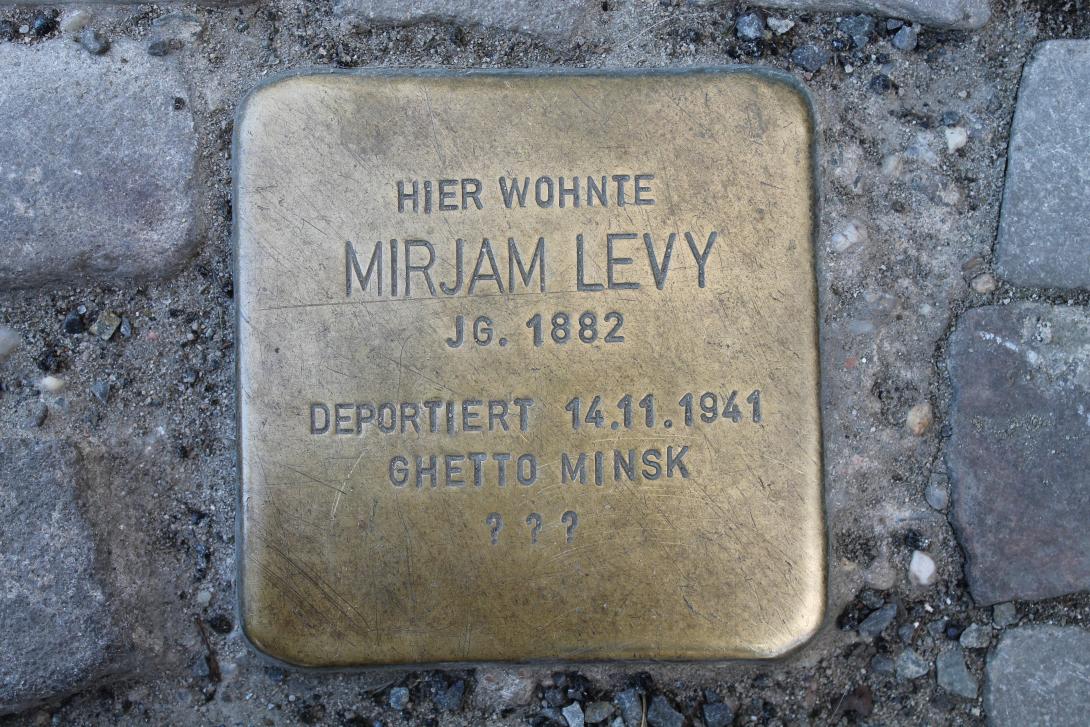 HIER WOHNTE
MIRJAM LEVY
JG. 1882
DEPORTIERT 14.11.1941
GHETTO MINSK
? ? ?